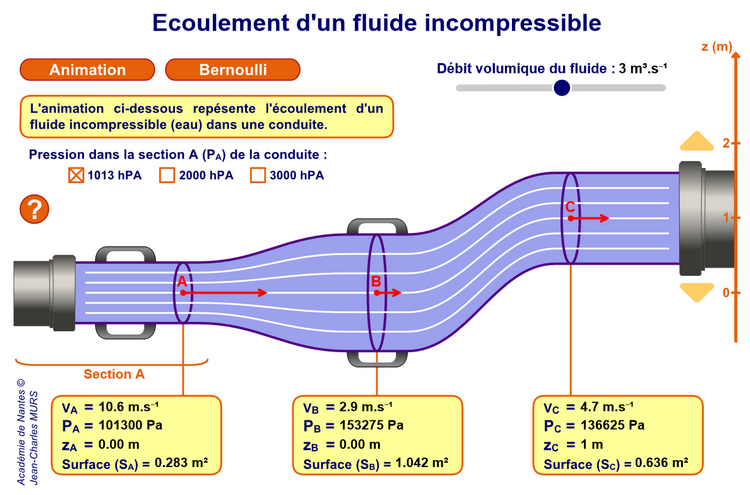 Ecoulement d'un fluide incompressible
z (m)
Animation
Bernoulli
Débit volumique du fluide : 3 m³.s⁻¹
L'animation ci-dessous repésente l'écoulement d'un
fluide incompressible (eau) dans une conduite.
Pression dans la section A (PA) de la conduite :
1013 hPA
2000 hPA
3000 hPA
2
?
C
1
A
B
0
Section A
Académie de Nantes ©
Jean-Charles MURS
VA = 10.6 m.s⁻¹
PA = 101300 Pa
zA = 0.00 m
Surface (SA) = 0.283 m²
VB = 2.9 m.s⁻¹
PB = 153275 Pa
zB = 0.00 m
Surface (SB) = 1.042 m²
VC = 4.7 m.s⁻¹
PC = 136625 Pa
zC = 1 m
Surface (SC) = 0.636 m²